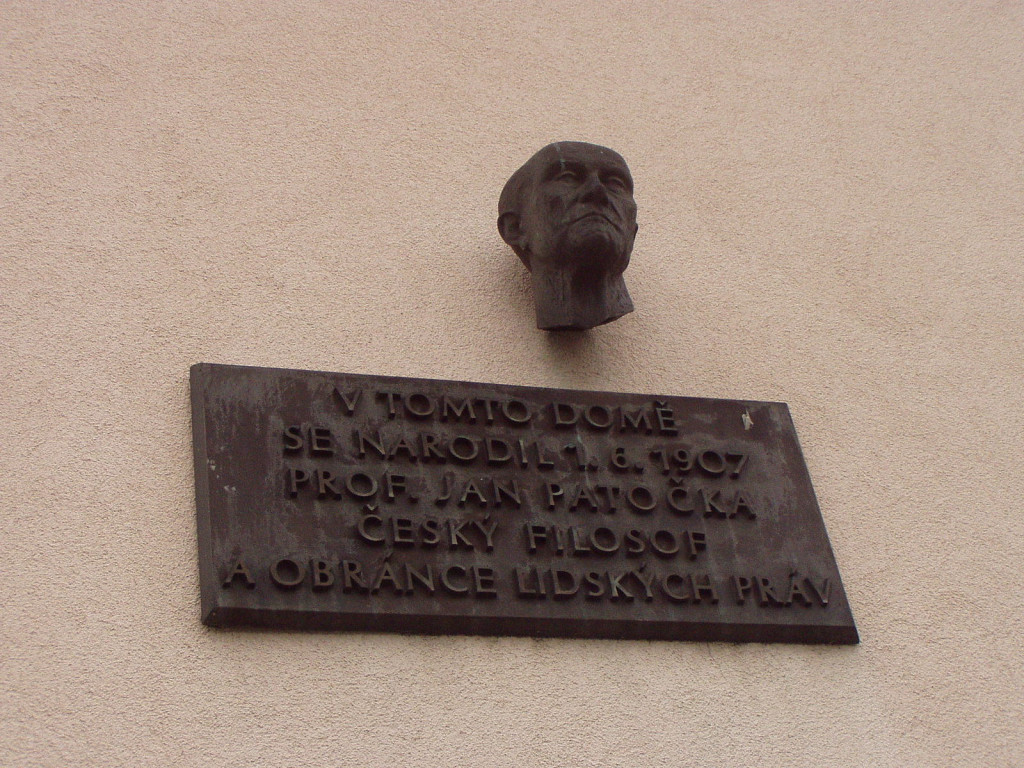 V TOMTO DOMĚ
SE NARODIL 1. 6. 1907
PROF. JAN PATOČKA
ČESKÝ FILOSOF
A OBRÁNCE LIDSKÝCH PRÁV